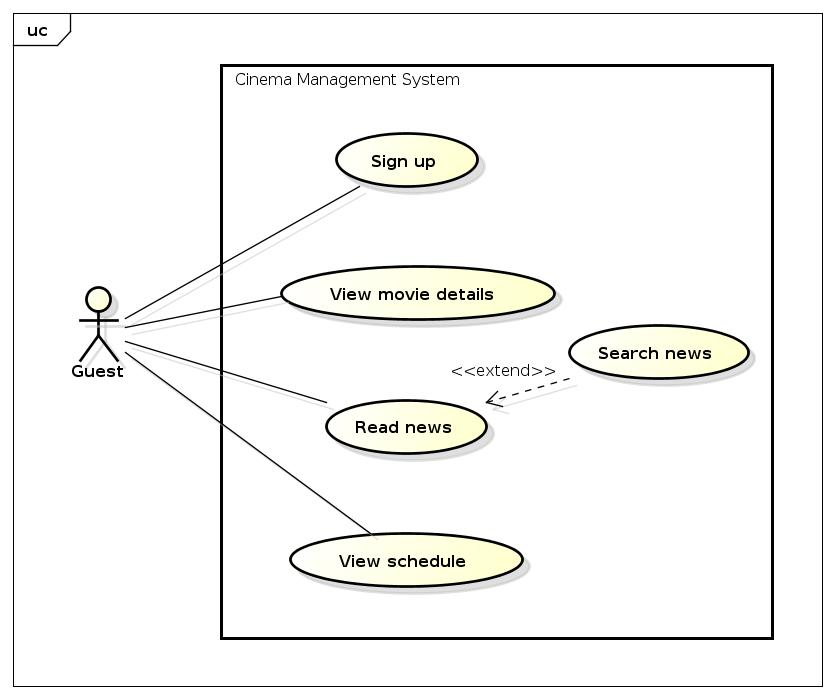 uc
Cinema Management System
Sign up
View movie details
Search news
<<extend>>
Guest
Read news
View schedule